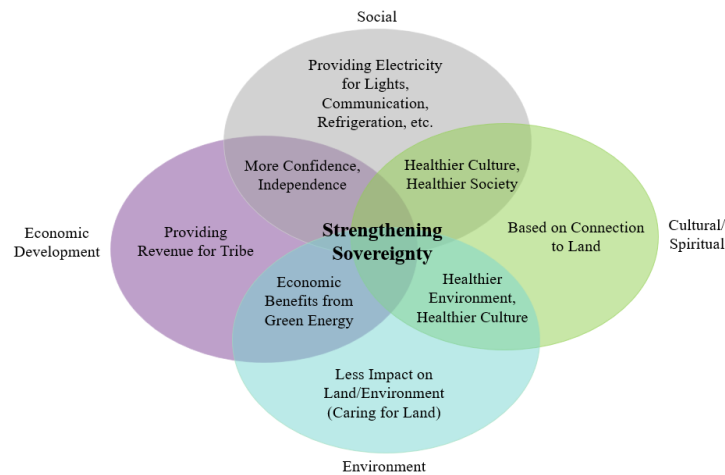 Social
Providing Electricity
for Lights,
Communication,
Refrigeration, etc.
More Confidence,
Independence
Healthier Culture,
Healthier Society
Economic
Development
Providing
Revenue for Tribe
Strengthening
Sovereignty
Based on Connection
to Land
Cultural/
Spiritual
Economic
Benefits from
Green Energy
Healthier
Environment,
Healthier Culture
Less Impact on
Land/Environment
(Caring for Land)
Environment